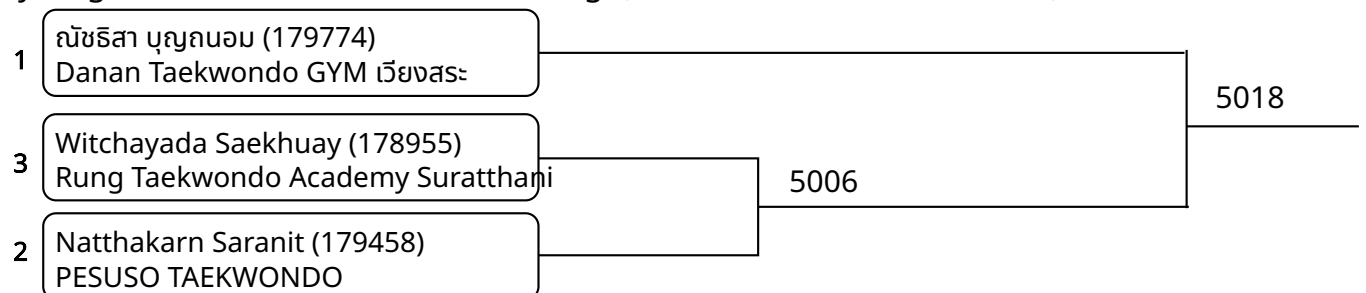 1
ณัชธิสา บุญถนอม (179774)
Danan Taekwondo GYM เวียงสระ
5018
3
Witchayada Saekhuay (178955)
Rung Taekwondo Academy Suratthani
5006
2
Natthakarn Saranit (179458)
PESUSO TAEKWONDO